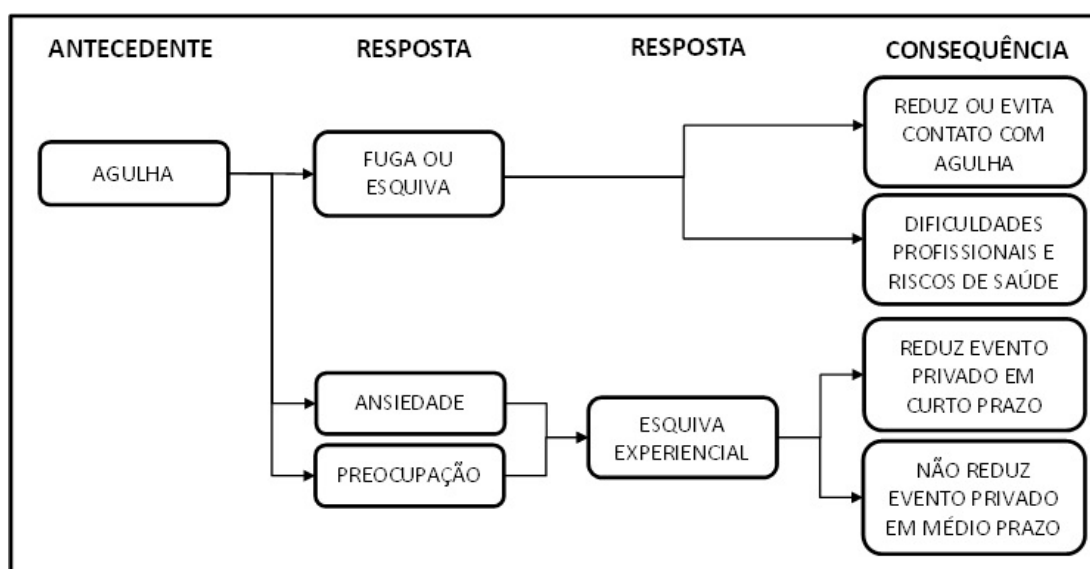 ANTECEDENTE
RESPOSTA
RESPOSTA
CONSEQUÊNCIA
AGULHA
FUGA OU
ESQUIVA
REDUZ OU EVITA
CONTATO COM
AGULHA
DIFICULDADES
PROFISSIONAIS E
RISCOS DE SAÚDE
ANSIEDADE
PREOCUPAÇÃO
ESQUIVA
EXPERIENCIAL
REDUZ EVENTO
PRIVADO EM
CURTO PRAZO
NÃO REDUZ
EVENTO PRIVADO
EM MÉDIO PRAZO